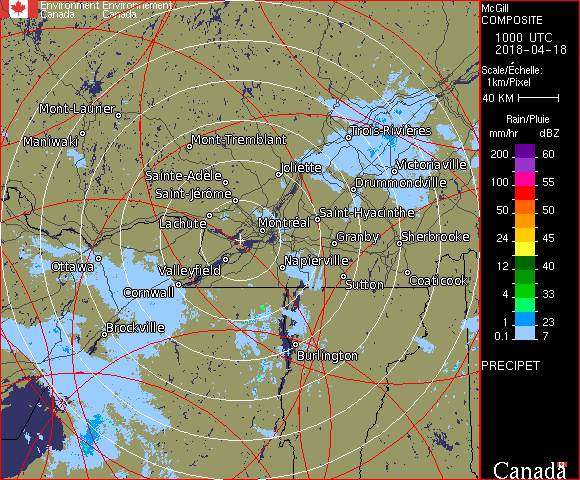 Environment Environnement
Canada Canada
McGill
COMPOSITE
1000 UTC
2018-04-18
Scale/Échelle:
1km/Pixel
40 KM
Rain/Pluie
mm/hr dBZ
200 60
100 55
50 50
24 45
12 40
4 33
1 23
0.1 7
PRECIPET
Canada
Mont-Laurier
Maniwaki
Mont-Tremblant
Trois-Rivières
Joliette
Victoriaville
Sainte-Adèle
Drummondville
Saint-Jérôme
Lachute
Saint-Hyacinthe
Montréal
Granby
Sherbrooke
Ottawa
Valleyfield
Napierville
Cornwall
Sutton
Coaticook
Brockville
Burlington